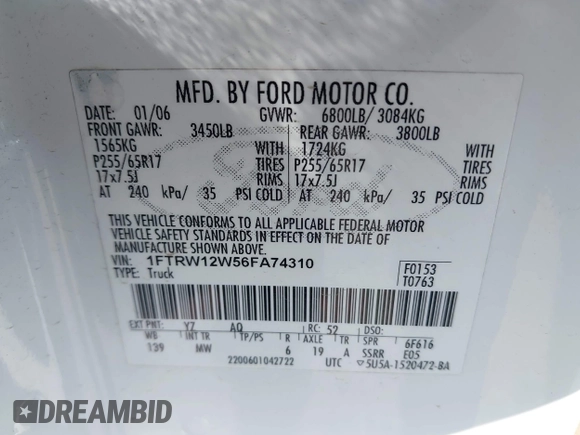 MFD. BY FORD MOTOR CO.
DATE: 01/06 GVWR: 6800LB/ 3084KG
FRONT GAWR: 3450LB REAR GAWR: 3800LB
1565KG WITH 1724KG WITH
P255/65R17 TIRES P255/65R17 TIRES
17x7.5J RIMS 17x7.5J RIMS
AT 240 kPa/ 35 PSI COLD AT 240 kPa/ 35 PSI COLD
THIS VEHICLE CONFORMS TO ALL APPLICABLE FEDERAL MOTOR
VEHICLE SAFETY STANDARDS IN EFFECT ON THE DATE OF
MANUFACTURE SHOWN ABOVE.
VIN: 1FTRW12W56FA74310
TYPE: Truck
F0153
T0763
EXT PNT: Y7 AQ RC: 52 DSO:
WB INT TR TP/PS R AXLE TR SPR 6F616
139 MW 6 19 A SSRR E05
2200601042722 UTC ▽5U5A-1520472-BA
DREAMBID